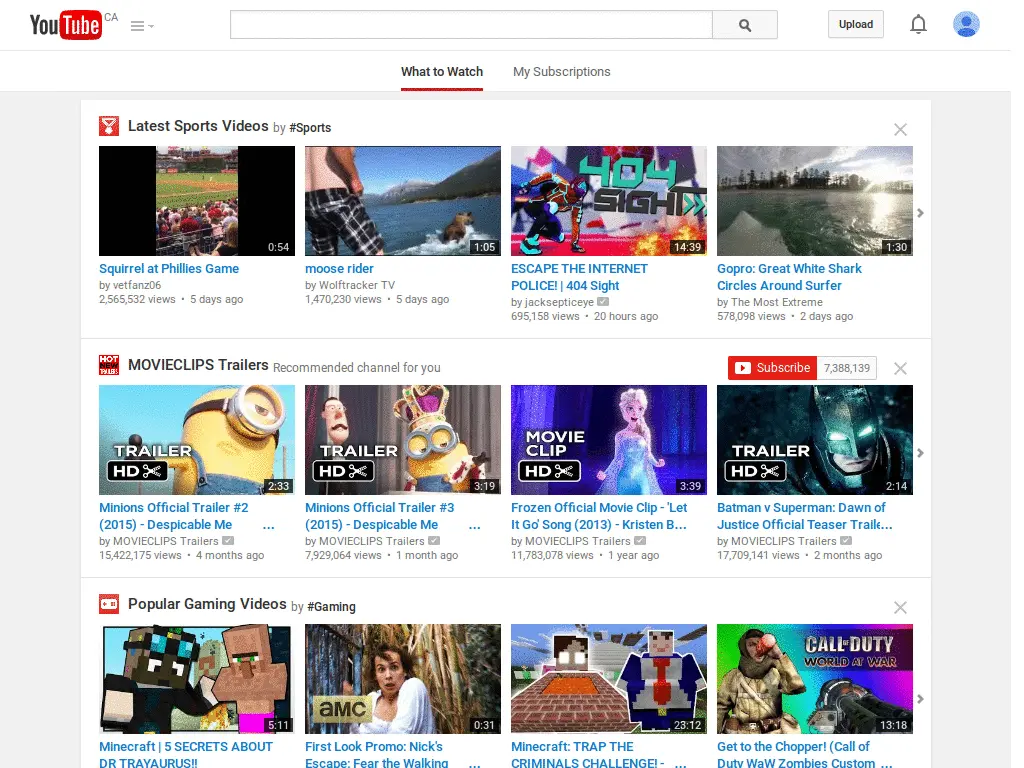 YouTube CA
Upload
What to Watch
My Subscriptions
Latest Sports Videos by #Sports
0:54
1:05
404
SIGHT
14:39
1:30
Squirrel at Phillies Game
by vetfanz06
2,565,532 views • 5 days ago
moose rider
by Wolftracker TV
1,470,230 views • 5 days ago
ESCAPE THE INTERNET
POLICE! | 404 Sight
by jacksepticeye
695,158 views • 20 hours ago
Gopro: Great White Shark
Circles Around Surfer
by The Most Extreme
578,098 views • 2 days ago
HOT
NEW
TRAILERS
MOVIECLIPS Trailers Recommended channel for you
Subscribe 7,388,139
TRAILER
HD
2:33
TRAILER
HD
3:19
MOVIE
CLIP
HD
3:39
TRAILER
HD
2:14
Minions Official Trailer #2
(2015) - Despicable Me ...
by MOVIECLIPS Trailers
15,422,175 views • 4 months ago
Minions Official Trailer #3
(2015) - Despicable Me ...
by MOVIECLIPS Trailers
7,929,064 views • 1 month ago
Frozen Official Movie Clip - 'Let
It Go' Song (2013) - Kristen B...
by MOVIECLIPS Trailers
11,783,078 views • 1 year ago
Batman v Superman: Dawn of
Justice Official Teaser Traile...
by MOVIECLIPS Trailers
17,709,141 views • 2 months ago
Popular Gaming Videos by #Gaming
5:11
aMC
0:31
23:12
CALL OF DUTY
WORLD AT WAR
13:18
Minecraft | 5 SECRETS ABOUT
DR TRAYAURUS!!
First Look Promo: Nick's
Escape: Fear the Walking ...
Minecraft: TRAP THE
CRIMINALS CHALLENGE! - ...
Get to the Chopper! (Call of
Duty WaW Zombies Custom ...